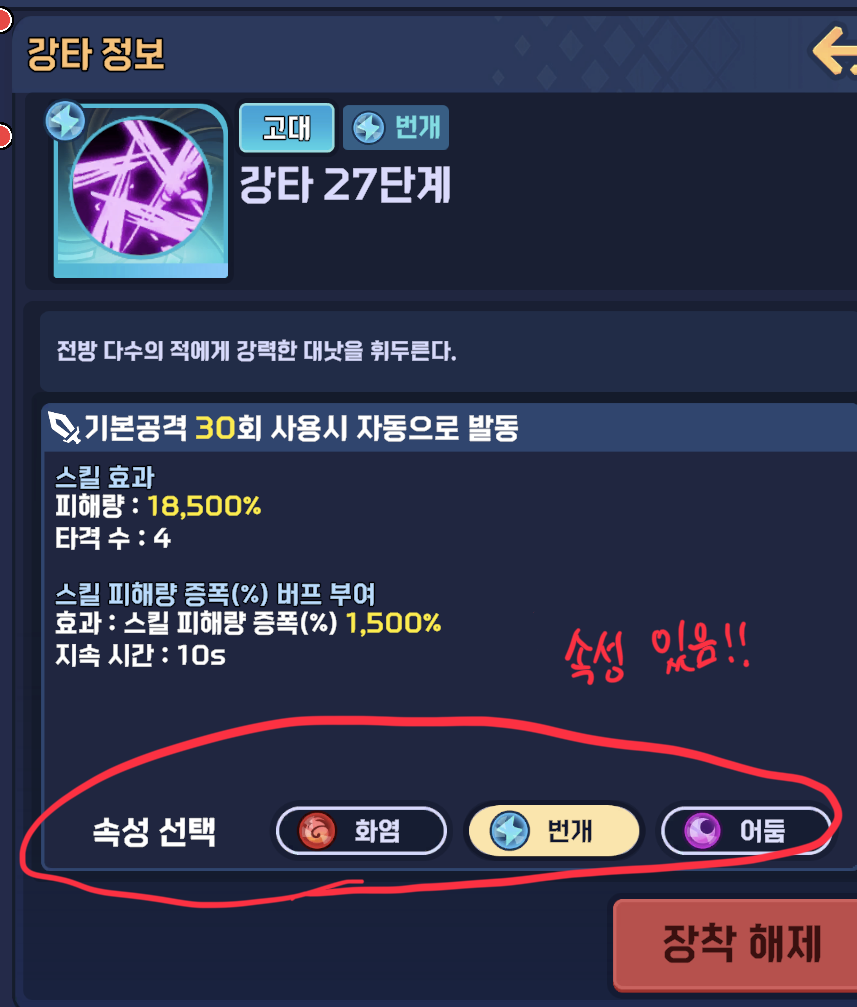 강타 정보
고대 번개
강타 27단계
전방 다수의 적에게 강력한 대낫을 휘두른다.
기본공격 30회 사용시 자동으로 발동
스킬 효과
피해량 : 18,500%
타격 수 : 4
스킬 피해량 증폭(%) 버프 부여
효과 : 스킬 피해량 증폭(%) 1,500%
지속 시간 : 10s
속성 있음!!
속성 선택 화염 번개 어둠
장착 해제